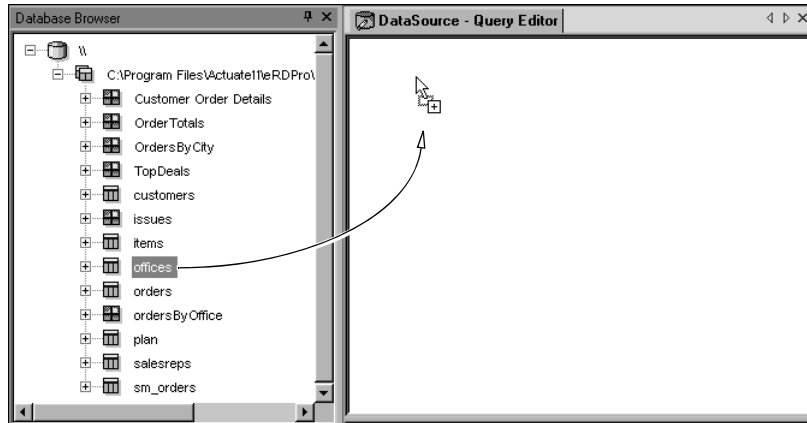 Database Browser
DataSource - Query Editor
\\
C:\Program Files\Actuate11\eRDPro\
Customer Order Details
OrderTotals
OrdersByCity
TopDeals
customers
issues
items
offices
orders
ordersByOffice
plan
salesreps
sm_orders